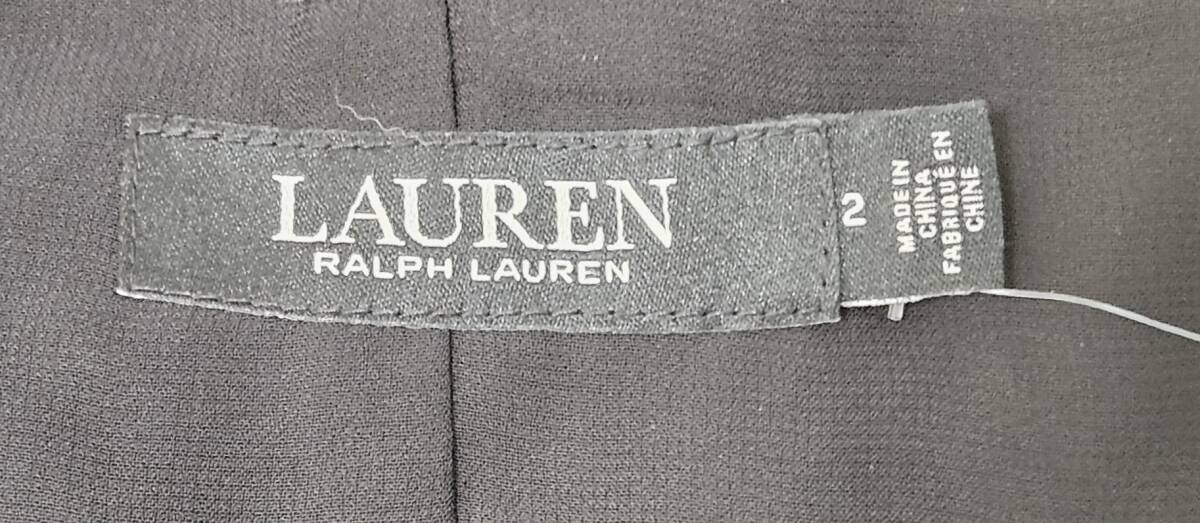 LAUREN
RALPH LAUREN
2
MADE IN
CHINA
FABRIQUÉ EN
CHINE